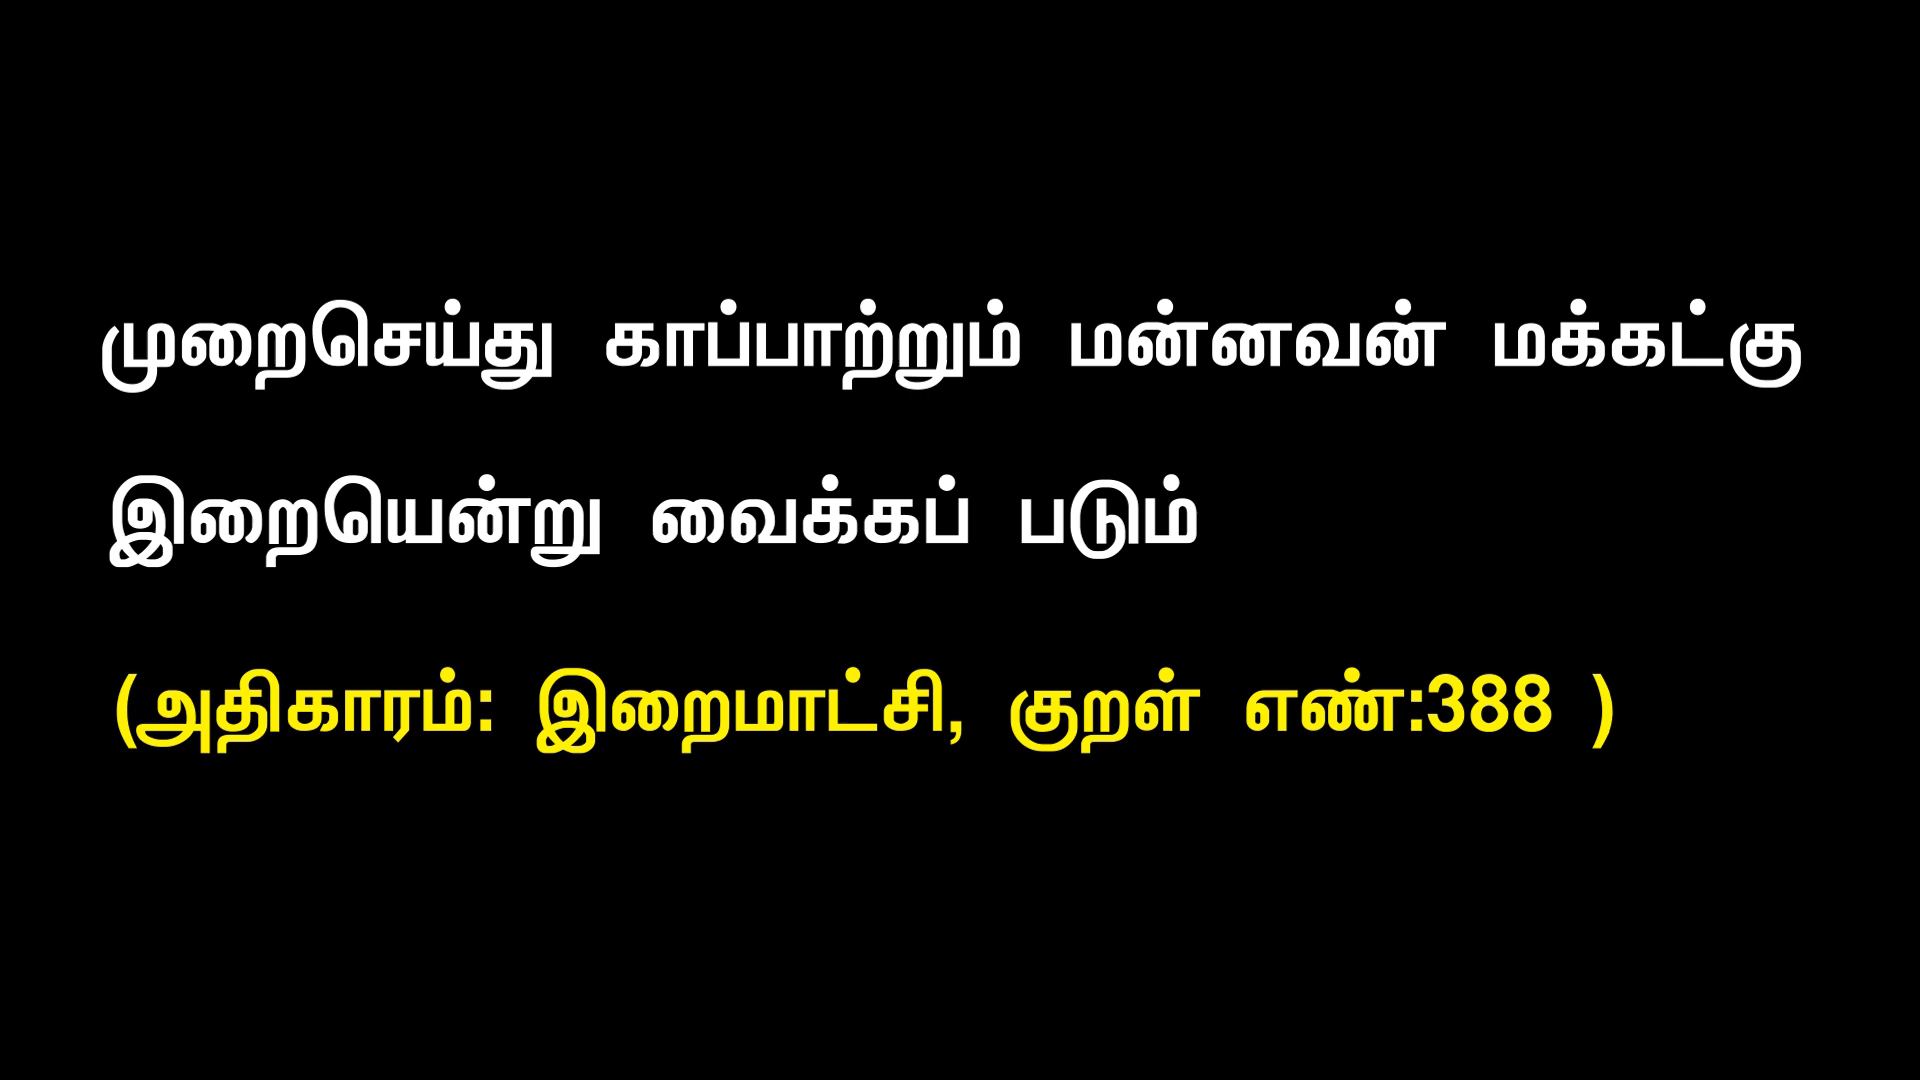 முறைசெய்து காப்பாற்றும் மன்னவன் மக்கட்கு
இறையென்று வைக்கப் படும்
(அதிகாரம்: இறைமாட்சி, குறள் எண்:388 )